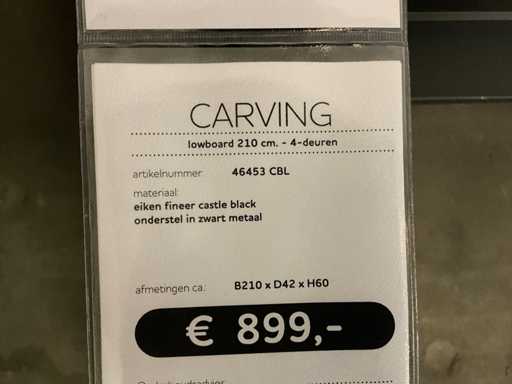 CARVING
lowboard 210 cm. - 4-deuren
artikelnummer: 46453 CBL
materiaal:
eiken fineer castle black
onderstel in zwart metaal
afmetingen ca.: B210 x D42 x H60
€ 899,-